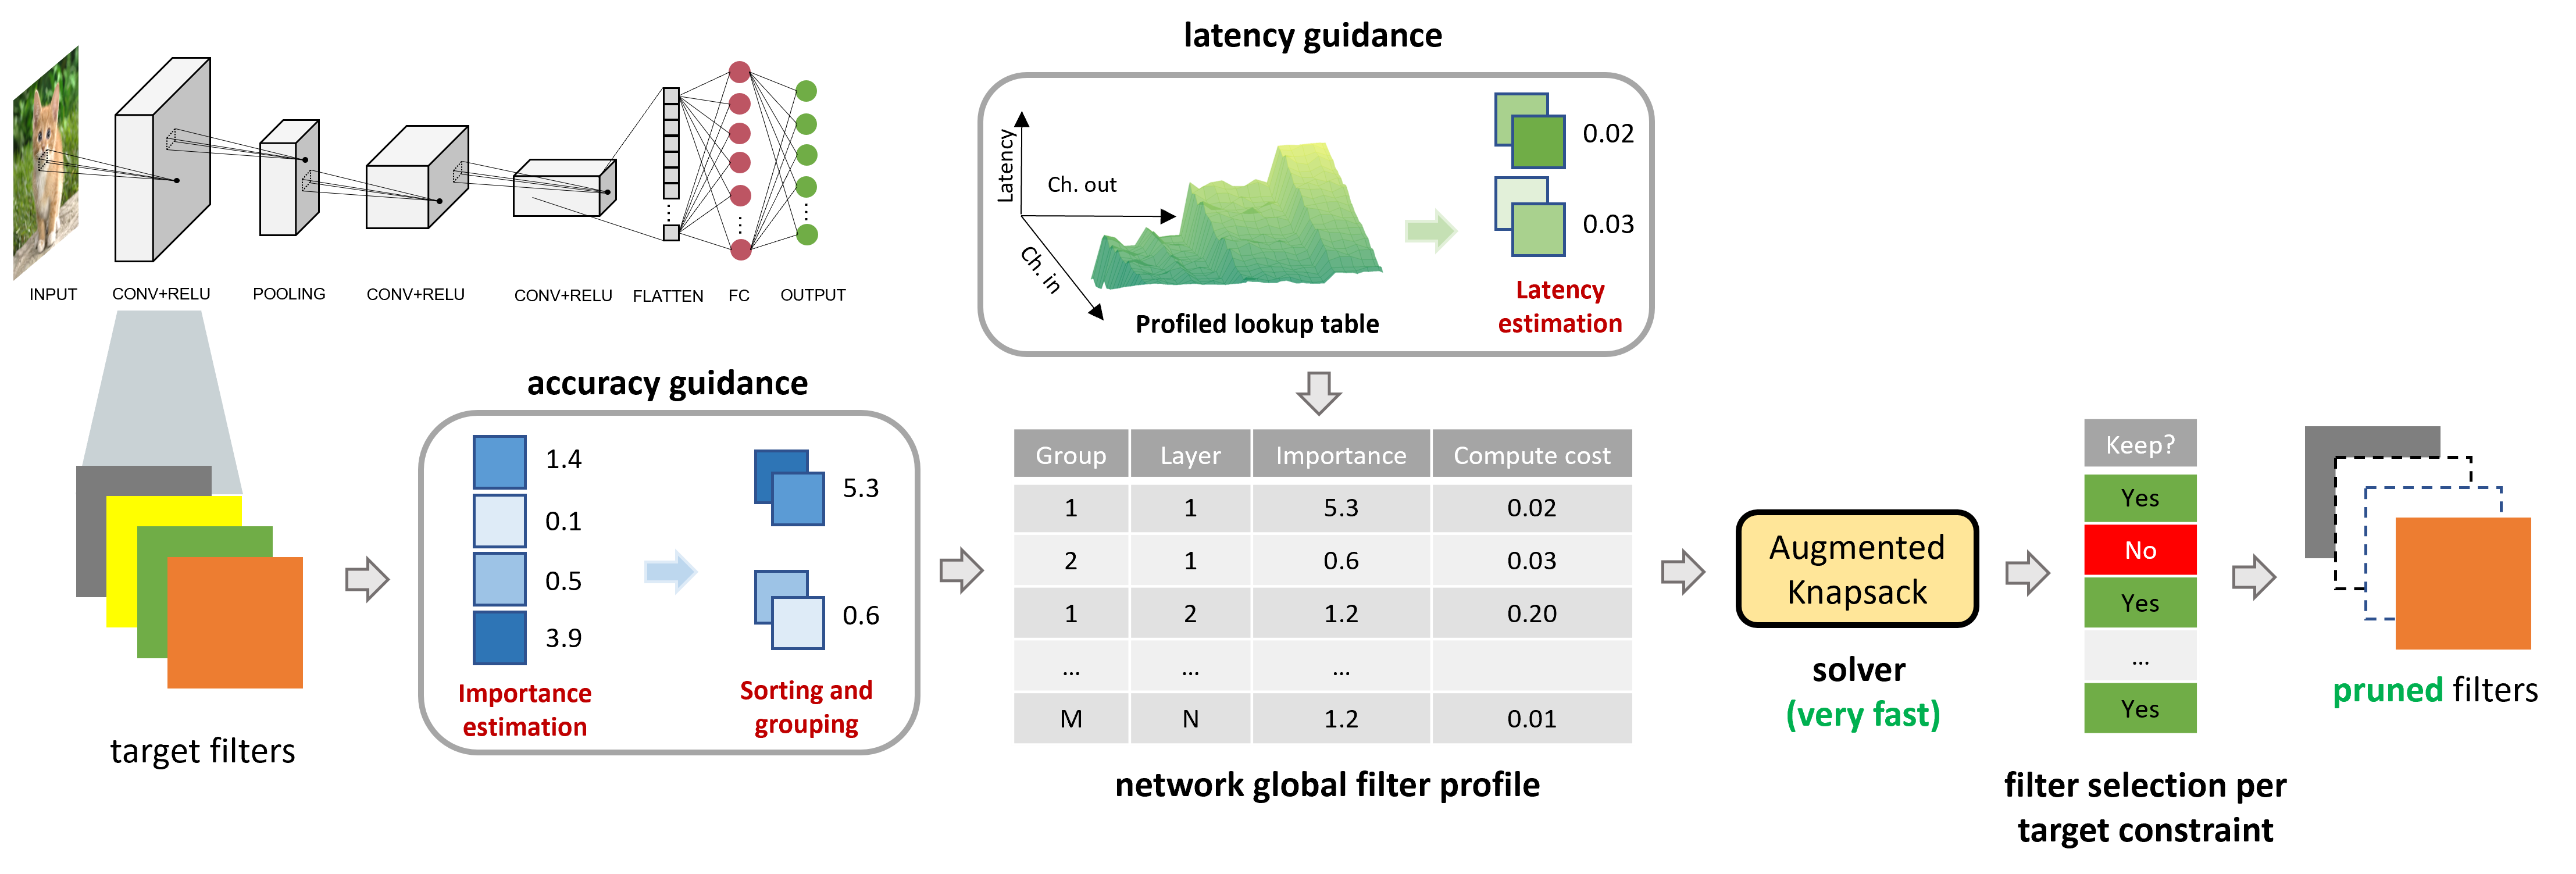 INPUT
CONV+RELU
POOLING
CONV+RELU
CONV+RELU
FLATTEN
FC
OUTPUT
target filters
accuracy guidance
1.4
0.1
0.5
3.9
Importance
estimation
5.3
0.6
Sorting and
grouping
latency guidance
Latency
Ch. out
Ch. in
Profiled lookup table
0.02
0.03
Latency
estimation
Group Layer Importance Compute cost
1 1 5.3 0.02
2 1 0.6 0.03
1 2 1.2 0.20
... ... ...
M N 1.2 0.01
network global filter profile
Augmented
Knapsack
solver
(very fast)
Keep?
Yes
No
Yes
...
Yes
filter selection per
target constraint
pruned filters